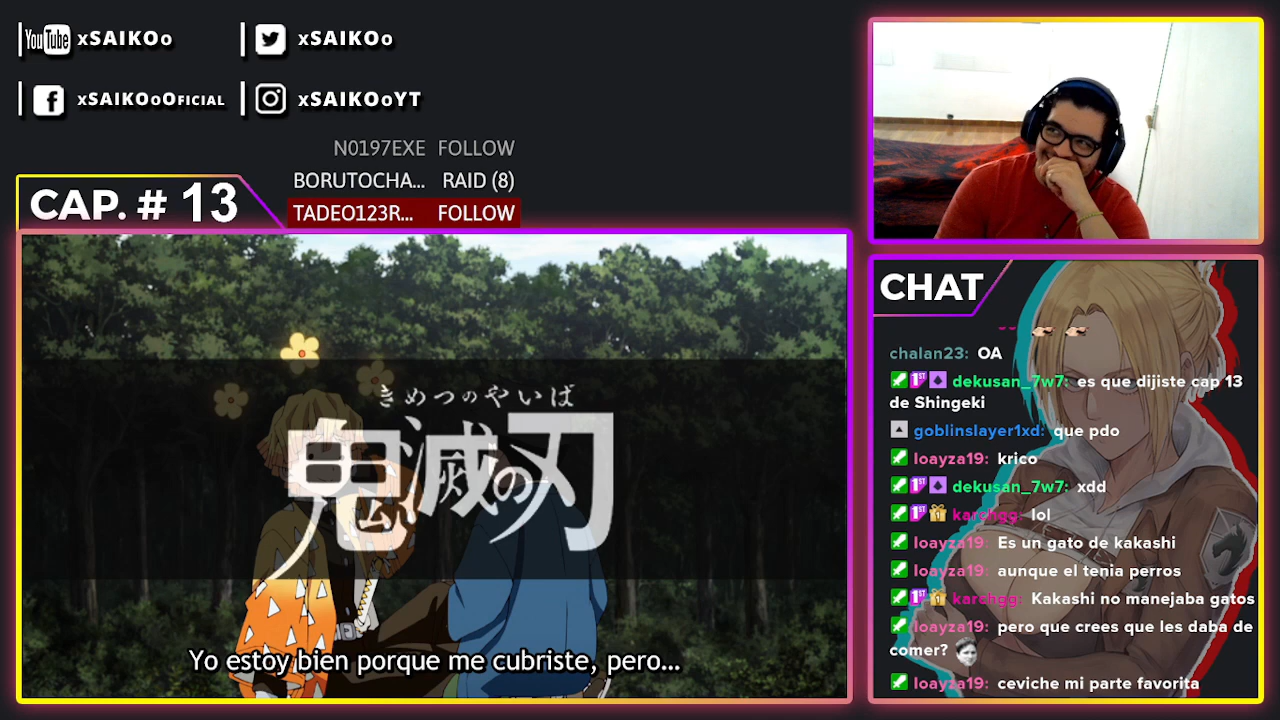 YouTube xSAIKOo
xSAIKOo
xSAIKOoOficial
xSAIKOoYT
N0197EXE FOLLOW
BORUTOCHA... RAID (8)
TADEO123R... FOLLOW
CAP. # 13
きめつのやいば
鬼滅の刃
Yo estoy bien porque me cubriste, pero...
CHAT
chalan23: OA
dekusan_7w7: es que dijiste cap 13
de Shingeki
goblinslayer1xd: que pdo
loayza19: krico
dekusan_7w7: xdd
karchgg: lol
loayza19: Es un gato de kakashi
loayza19: aunque el tenia perros
karchgg: Kakashi no manejaba gatos
loayza19: pero que crees que les daba de
comer?
loayza19: ceviche mi parte favorita